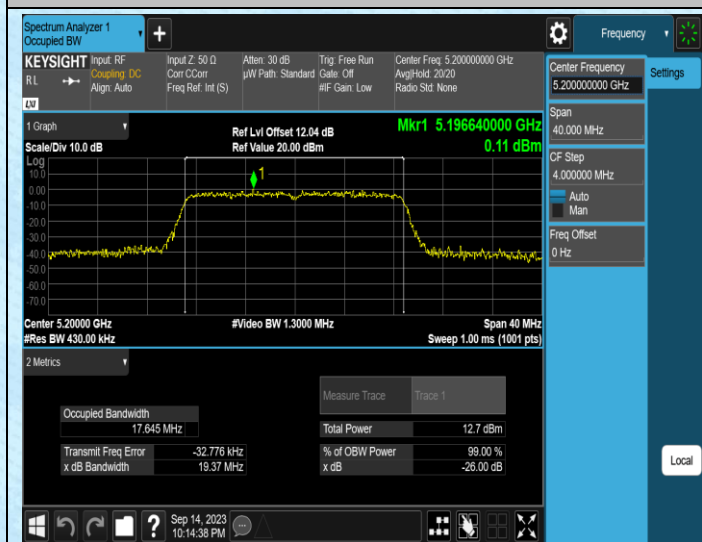 Spectrum Analyzer 1
Occupied BW
+
Frequency
KEYSIGHT
RL
LXI
Input: RF
Coupling: DC
Align: Auto
Input Z: 50 Ω
Corr CCorr
Freq Ref: Int (S)
Atten: 30 dB
µW Path: Standard
Trig: Free Run
Gate: Off
#IF Gain: Low
Center Freq: 5.200000000 GHz
Avg|Hold: 20/20
Radio Std: None
Center Frequency
5.200000000 GHz
Settings
Span
40.000 MHz
CF Step
4.000000 MHz
Auto
Man
Freq Offset
0 Hz
1 Graph
Scale/Div 10.0 dB
Ref Lvl Offset 12.04 dB
Ref Value 20.00 dBm
Mkr1 5.196640000 GHz
0.11 dBm
Log
10.0
0.00
-10.0
-20.0
-30.0
-40.0
-50.0
-60.0
-70.0
1
Center 5.20000 GHz
#Res BW 430.00 kHz
#Video BW 1.3000 MHz
Span 40 MHz
Sweep 1.00 ms (1001 pts)
2 Metrics
Measure Trace Trace 1
Occupied Bandwidth
17.645 MHz
Total Power 12.7 dBm
Transmit Freq Error -32.776 kHz
% of OBW Power 99.00 %
x dB Bandwidth 19.37 MHz
x dB -26.00 dB
Local
?
Sep 14, 2023
10:14:38 PM